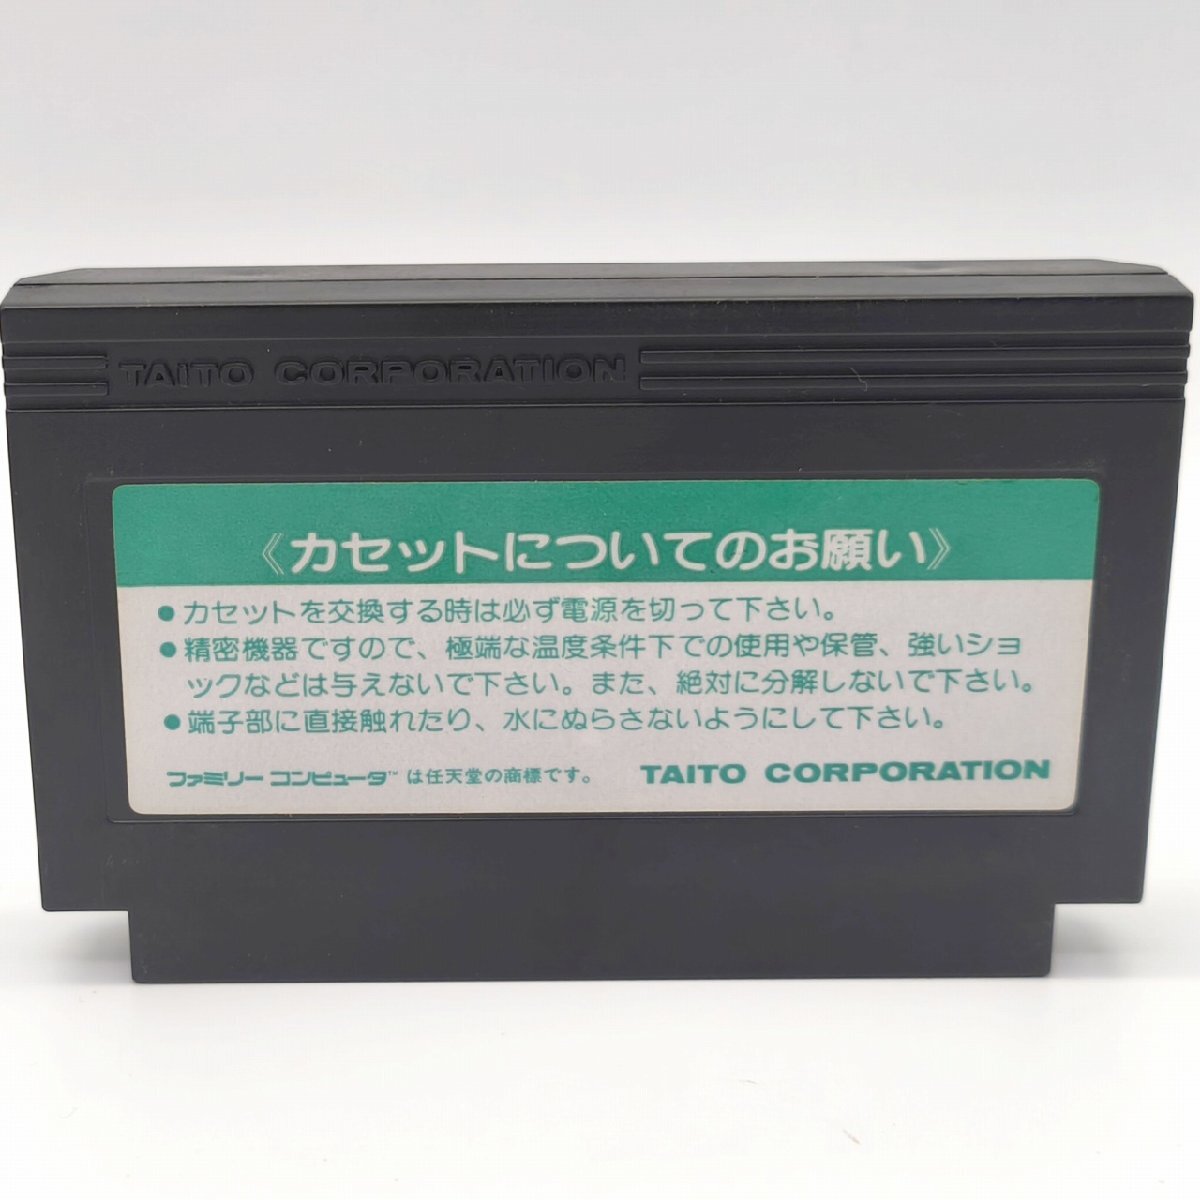 TAITO CORPORATION
《カセットについてのお願い》
●カセットを交換する時は必ず電源を切って下さい。
●精密機器ですので、極端な温度条件下での使用や保管、強いショ
ックなどは与えないで下さい。また、絶対に分解しないで下さい。
●端子部に直接触れたり、水にぬらさないようにして下さい。
ファミリーコンピュータ™は任天堂の商標です。 TAITO CORPORATION